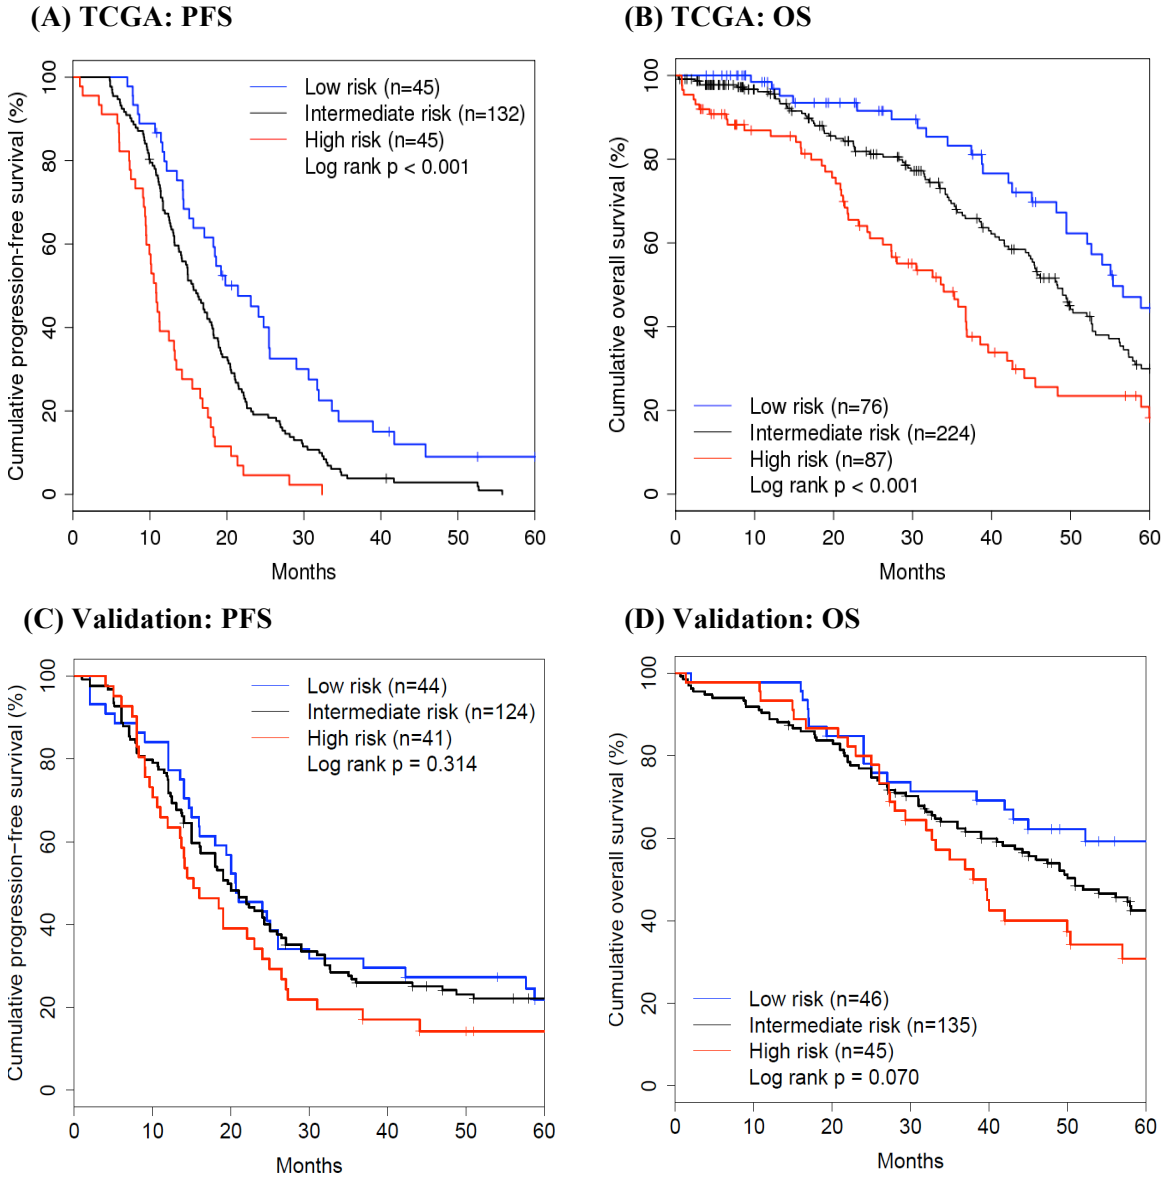 (A) TCGA: PFS
Cumulative progression-free survival (%)
100
80
60
40
20
0
Low risk (n=45)
Intermediate risk (n=132)
High risk (n=45)
Log rank p < 0.001
0 10 20 30 40 50 60
Months
(B) TCGA: OS
Cumulative overall survival (%)
100
80
60
40
20
0
Low risk (n=76)
Intermediate risk (n=224)
High risk (n=87)
Log rank p < 0.001
0 10 20 30 40 50 60
Months
(C) Validation: PFS
Cumulative progression-free survival (%)
100
80
60
40
20
0
Low risk (n=44)
Intermediate risk (n=124)
High risk (n=41)
Log rank p = 0.314
0 10 20 30 40 50 60
Months
(D) Validation: OS
Cumulative overall survival (%)
100
80
60
40
20
0
Low risk (n=46)
Intermediate risk (n=135)
High risk (n=45)
Log rank p = 0.070
0 10 20 30 40 50 60
Months